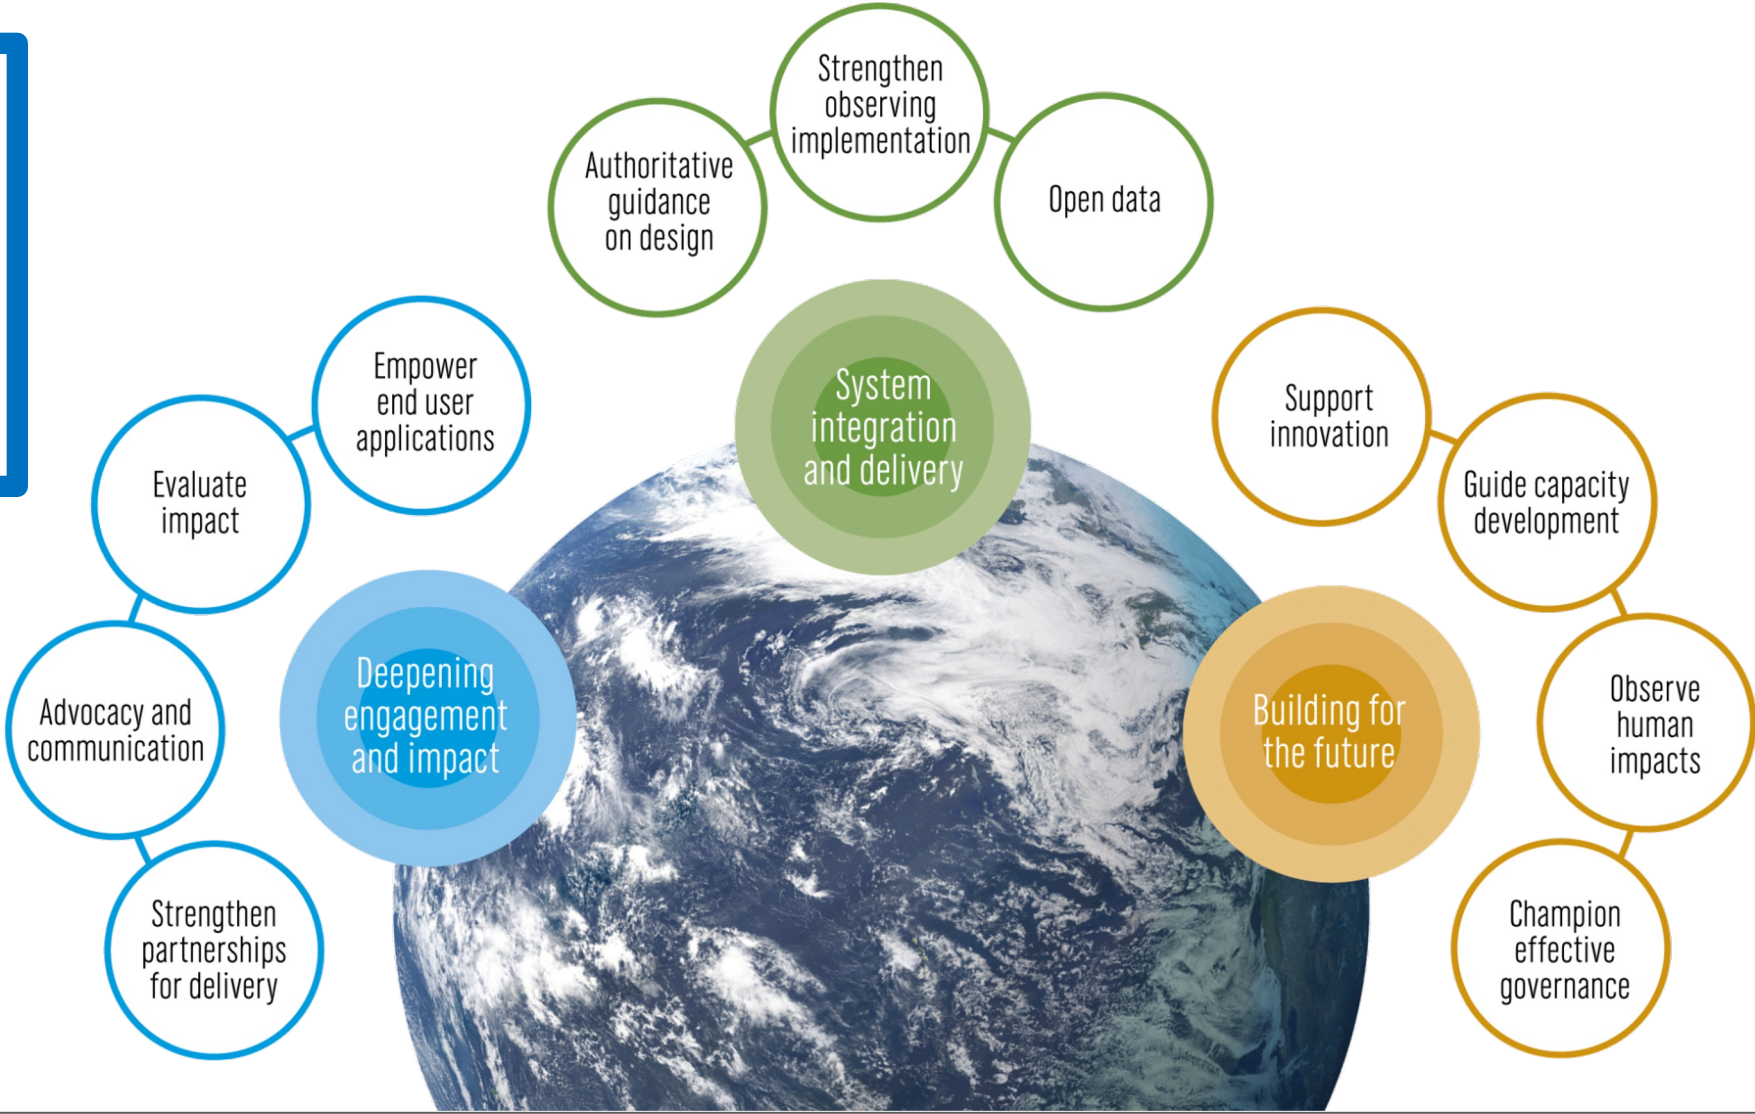 Strengthen
observing
implementation
Authoritative
guidance
on design
Open data
System
integration
and delivery
Empower
end user
applications
Evaluate
impact
Advocacy and
communication
Strengthen
partnerships
for delivery
Deepening
engagement
and impact
Support
innovation
Guide capacity
development
Observe
human
impacts
Champion
effective
governance
Building for
the future